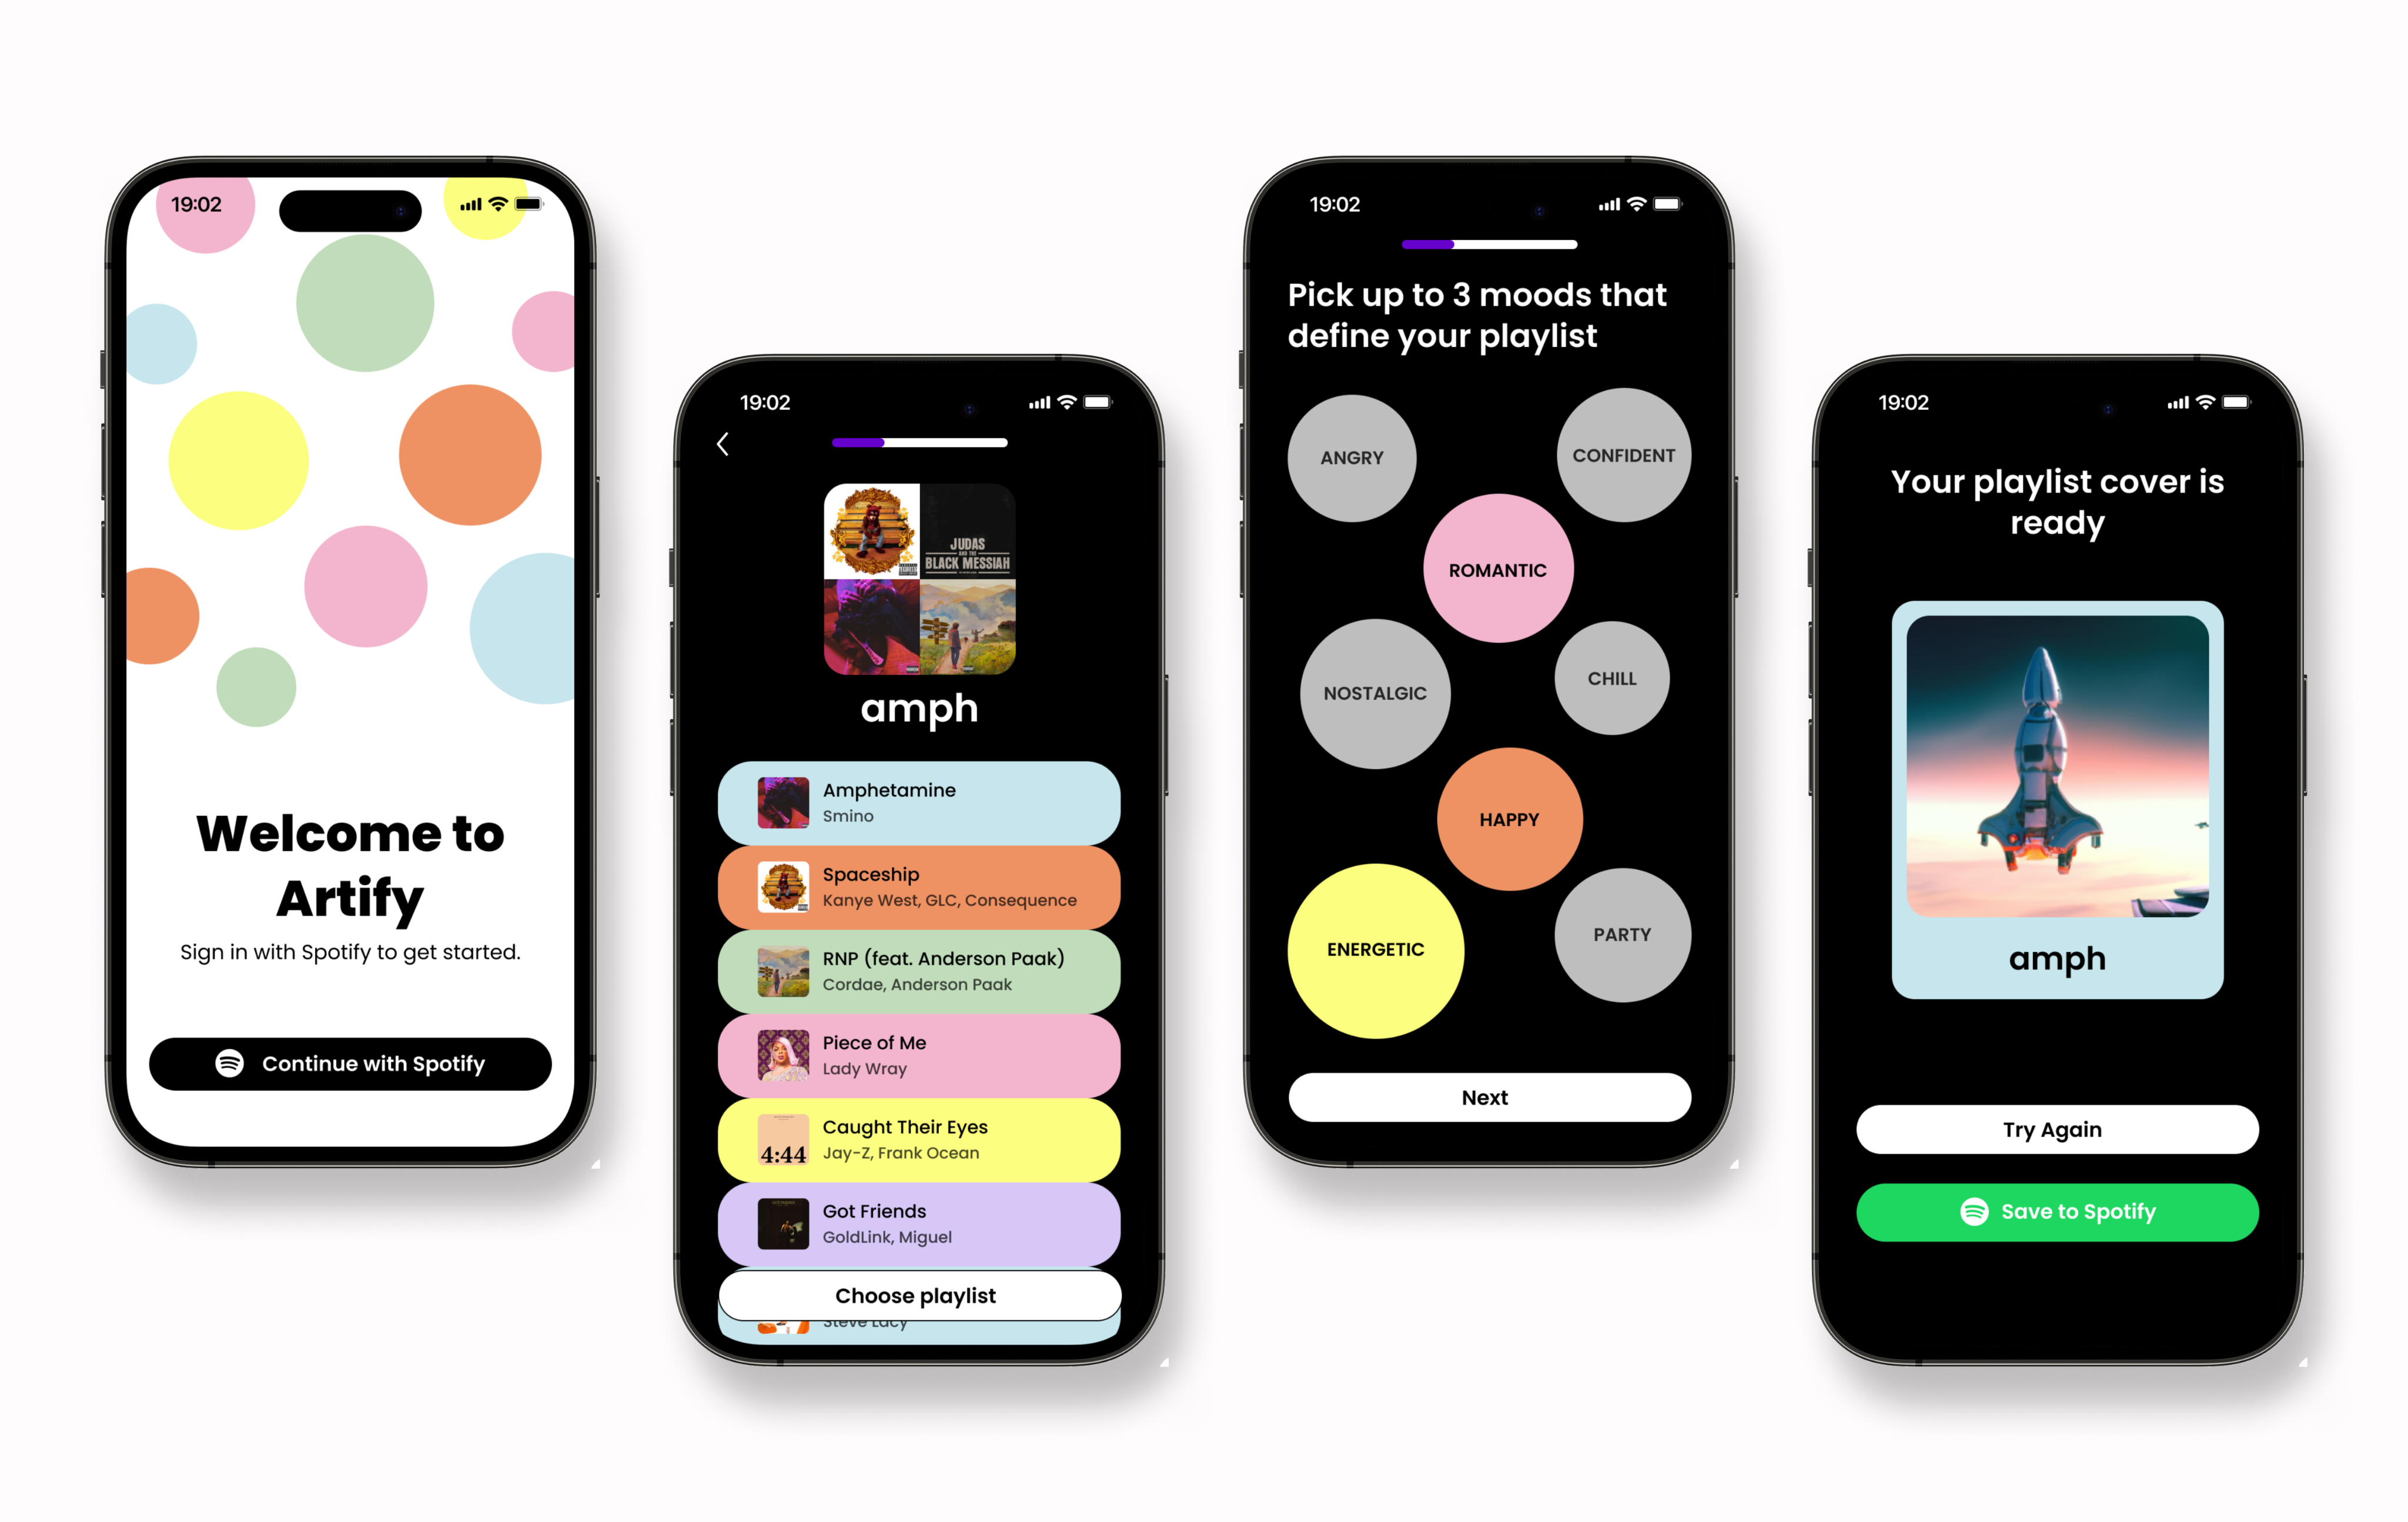 19:02
Welcome to
Artify
Sign in with Spotify to get started.
Continue with Spotify
19:02
JUDAS
AND THE
BLACK MESSIAH
amph
Amphetamine
Smino
Spaceship
Kanye West, GLC, Consequence
RNP (feat. Anderson Paak)
Cordae, Anderson Paak
Piece of Me
Lady Wray
Caught Their Eyes
Jay-Z, Frank Ocean
4:44
Got Friends
GoldLink, Miguel
Choose playlist
Steve Lacy
19:02
Pick up to 3 moods that
define your playlist
ANGRY
CONFIDENT
ROMANTIC
NOSTALGIC
CHILL
HAPPY
ENERGETIC
PARTY
Next
19:02
Your playlist cover is
ready
amph
Try Again
Save to Spotify